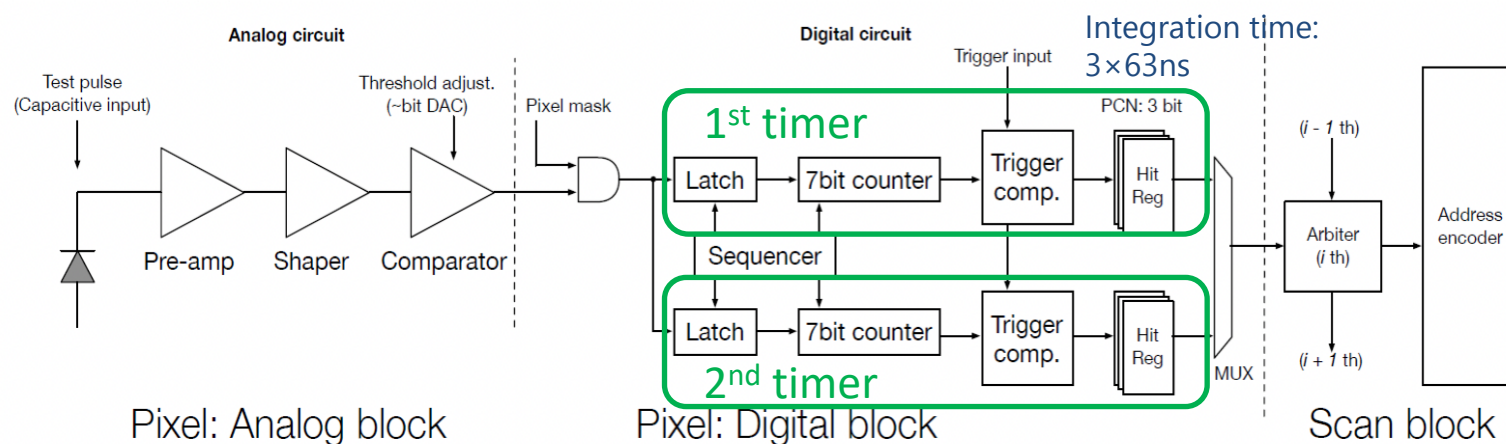 Analog circuit
Digital circuit
Integration time:
3×63ns
Test pulse
(Capacitive input)
Threshold adjust.
(~bit DAC)
Pixel mask
Trigger input
PCN: 3 bit
1st timer
Latch
7bit counter
Trigger
comp.
Hit
Reg
Pre-amp
Shaper
Comparator
Sequencer
Latch
7bit counter
Trigger
comp.
Hit
Reg
2nd timer
MUX
(i - 1 th)
Arbiter
(i th)
(i + 1 th)
Address
encoder
Pixel: Analog block
Pixel: Digital block
Scan block